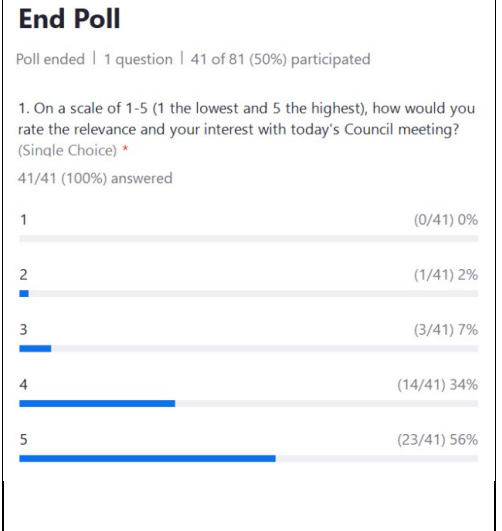 End Poll
Poll ended | 1 question | 41 of 81 (50%) participated
1. On a scale of 1-5 (1 the lowest and 5 the highest), how would you
rate the relevance and your interest with today's Council meeting?
(Single Choice) *
41/41 (100%) answered
1 (0/41) 0%
2 (1/41) 2%
3 (3/41) 7%
4 (14/41) 34%
5 (23/41) 56%